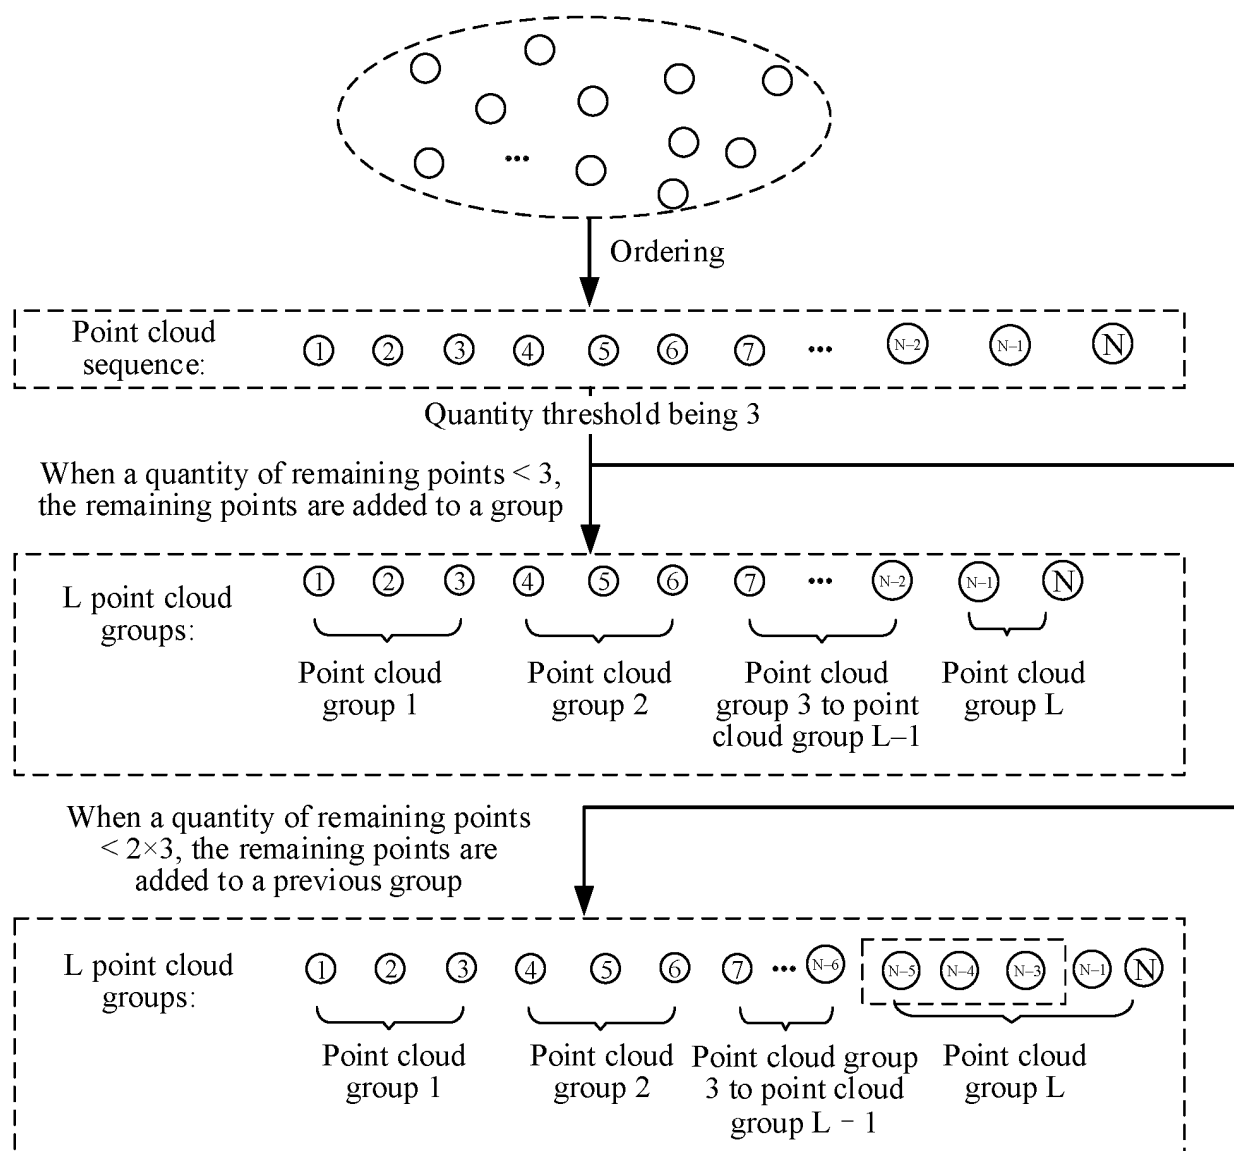 ...
Ordering
Point cloud
sequence:
1 2 3 4 5 6 7 ... N–2 N–1 N
Quantity threshold being 3
When a quantity of remaining points < 3,
the remaining points are added to a group
L point cloud
groups:
1 2 3 4 5 6 7 ... N–2 N–1 N
Point cloud
group 1
Point cloud
group 2
Point cloud
group 3 to point
cloud group L–1
Point cloud
group L
When a quantity of remaining points
< 2×3, the remaining points are
added to a previous group
L point cloud
groups:
1 2 3 4 5 6 7 ... N–6 N–5 N–4 N–3 N–1 N
Point cloud
group 1
Point cloud
group 2
Point cloud group
3 to point cloud
group L - 1
Point cloud
group L